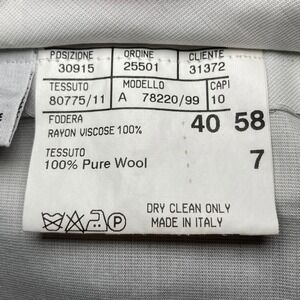 POSIZIONE ORDINE CLIENTE
30915 25501 31372
TESSUTO MODELLO CAPI
80775/11 A 78220/99 10
FODERA
RAYON VISCOSE 100% 40 58
TESSUTO
100% Pure Wool 7
P
DRY CLEAN ONLY
MADE IN ITALY